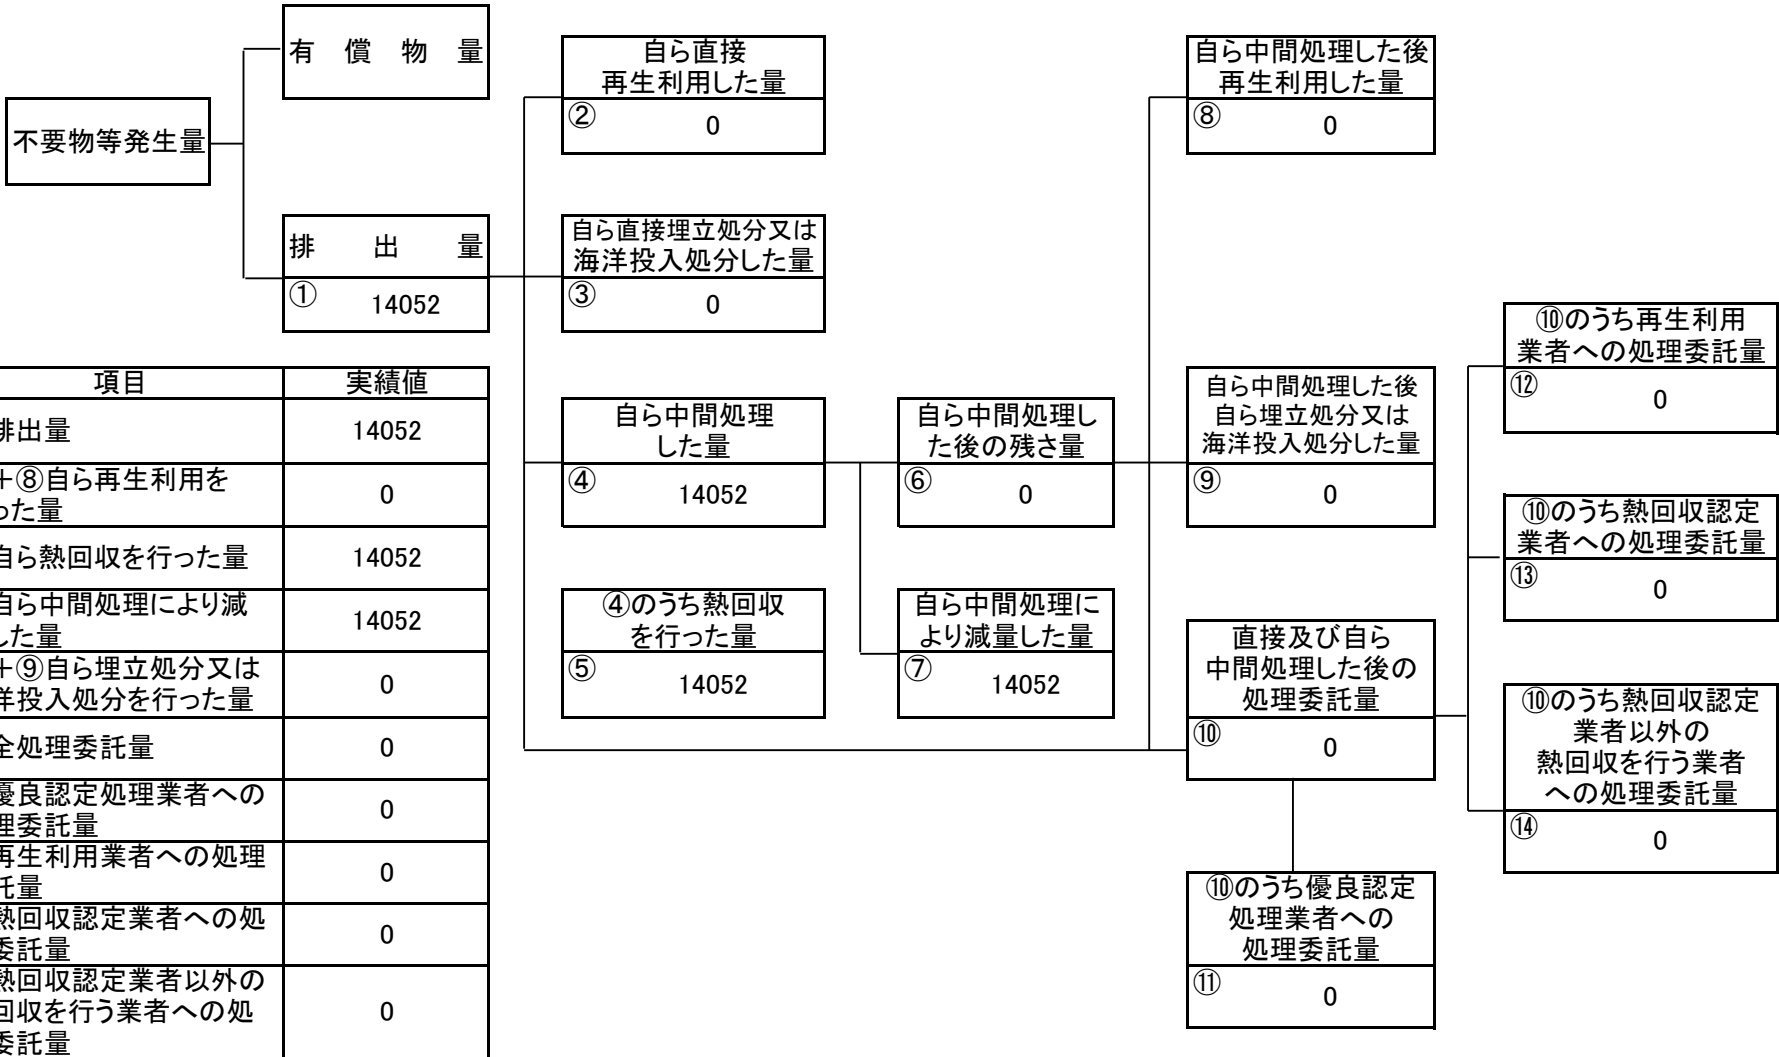 有償物量
不要物等発生量
排出量
① 14052
自ら直接
再生利用した量
② 0
自ら直接埋立処分又は
海洋投入処分した量
③ 0
自ら中間処理
した量
④ 14052
④のうち熱回収
を行った量
⑤ 14052
自ら中間処理し
た後の残さ量
⑥ 0
自ら中間処理に
より減量した量
⑦ 14052
自ら中間処理した後
再生利用した量
⑧ 0
自ら中間処理した後
自ら埋立処分又は
海洋投入処分した量
⑨ 0
直接及び自ら
中間処理した後の
処理委託量
⑩ 0
⑩のうち優良認定
処理業者への
処理委託量
⑪ 0
⑩のうち再生利用
業者への処理委託量
⑫ 0
⑩のうち熱回収認定
業者への処理委託量
⑬ 0
⑩のうち熱回収認定
業者以外の
熱回収を行う業者
への処理委託量
⑭ 0
項目 実績値
排出量 14052
+⑧自ら再生利用を
った量 0
自ら熱回収を行った量 14052
自ら中間処理により減
した量 14052
+⑨自ら埋立処分又は
洋投入処分を行った量 0
全処理委託量 0
優良認定処理業者への
理委託量 0
再生利用業者への処理
託量 0
熱回収認定業者への処
委託量 0
熱回収認定業者以外の
回収を行う業者への処
委託量 0